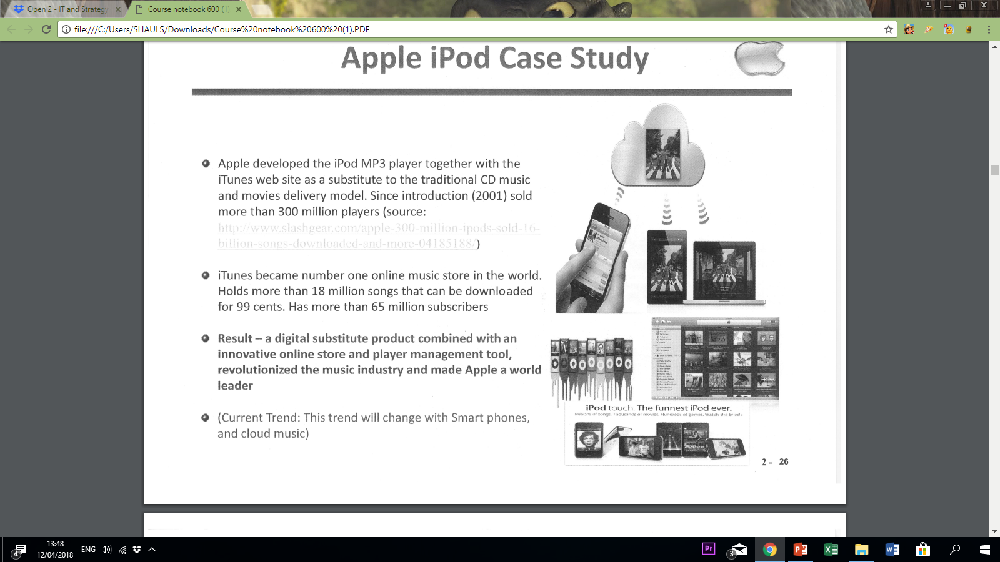 Open 2 - IT and Strategy
Course notebook 600 (1)
file:///C:/Users/SHAULS/Downloads/Course%20notebook%20600%20(1).PDF
Apple iPod Case Study
Apple developed the iPod MP3 player together with the
iTunes web site as a substitute to the traditional CD music
and movies delivery model. Since introduction (2001) sold
more than 300 million players (source:
http://www.slashgear.com/apple-300-million-ipods-sold-16-
billion-songs-downloaded-and-more-04185188/)
iTunes became number one online music store in the world.
Holds more than 18 million songs that can be downloaded
for 99 cents. Has more than 65 million subscribers
Result – a digital substitute product combined with an
innovative online store and player management tool,
revolutionized the music industry and made Apple a world
leader
(Current Trend: This trend will change with Smart phones,
and cloud music)
iPod touch. The funnest iPod ever.
Millions of songs. Thousands of movies. Hundreds of games. Watch the tv ad
2 - 26
4
13:48
12/04/2018
ENG
Pr
3